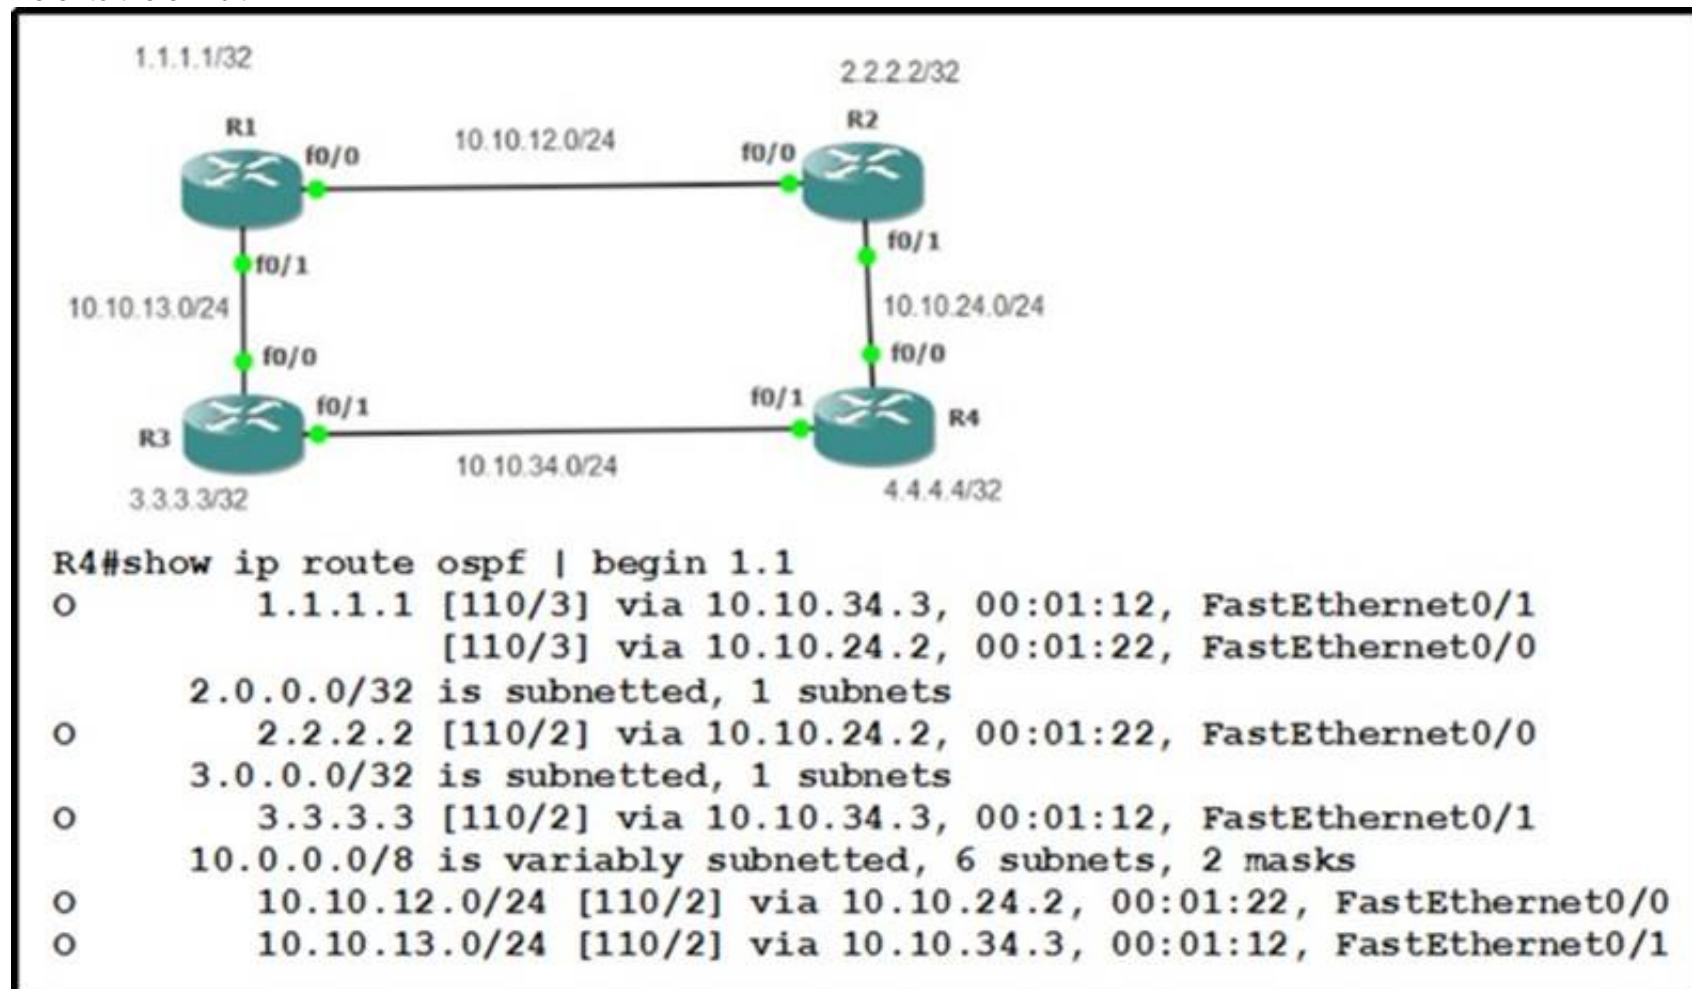 1.1.1.1/32
2.2.2.2/32
R1
R2
f0/0
10.10.12.0/24
f0/0
f0/1
f0/1
10.10.13.0/24
10.10.24.0/24
f0/0
f0/0
f0/1
f0/1
R3
R4
10.10.34.0/24
3.3.3.3/32
4.4.4.4/32
R4#show ip route ospf | begin 1.1
O 1.1.1.1 [110/3] via 10.10.34.3, 00:01:12, FastEthernet0/1
[110/3] via 10.10.24.2, 00:01:22, FastEthernet0/0
2.0.0.0/32 is subnetted, 1 subnets
O 2.2.2.2 [110/2] via 10.10.24.2, 00:01:22, FastEthernet0/0
3.0.0.0/32 is subnetted, 1 subnets
O 3.3.3.3 [110/2] via 10.10.34.3, 00:01:12, FastEthernet0/1
10.0.0.0/8 is variably subnetted, 6 subnets, 2 masks
O 10.10.12.0/24 [110/2] via 10.10.24.2, 00:01:22, FastEthernet0/0
O 10.10.13.0/24 [110/2] via 10.10.34.3, 00:01:12, FastEthernet0/1